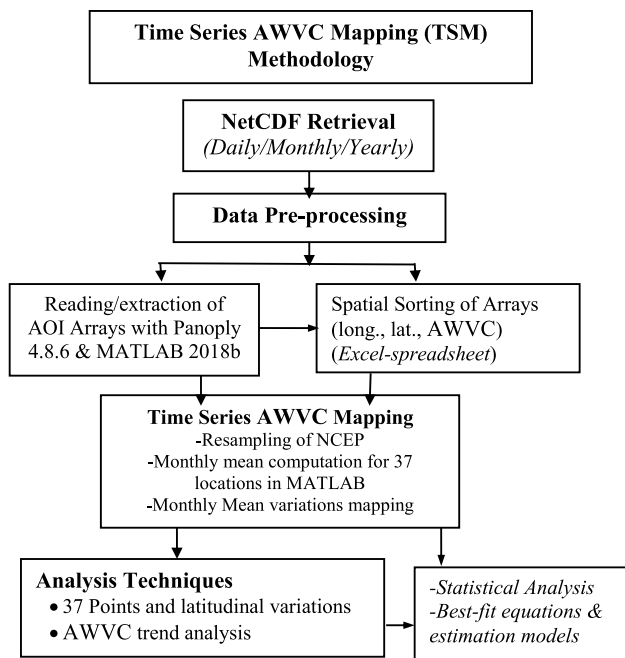 Time Series AWVC Mapping (TSM)
Methodology
NetCDF Retrieval
(Daily/Monthly/Yearly)
Data Pre-processing
Reading/extraction of
AOI Arrays with Panoply
4.8.6 & MATLAB 2018b
Spatial Sorting of Arrays
(long., lat., AWVC)
(Excel-spreadsheet)
Time Series AWVC Mapping
-Resampling of NCEP
-Monthly mean computation for 37
locations in MATLAB
-Monthly Mean variations mapping
Analysis Techniques
• 37 Points and latitudinal variations
• AWVC trend analysis
-Statistical Analysis
-Best-fit equations &
estimation models